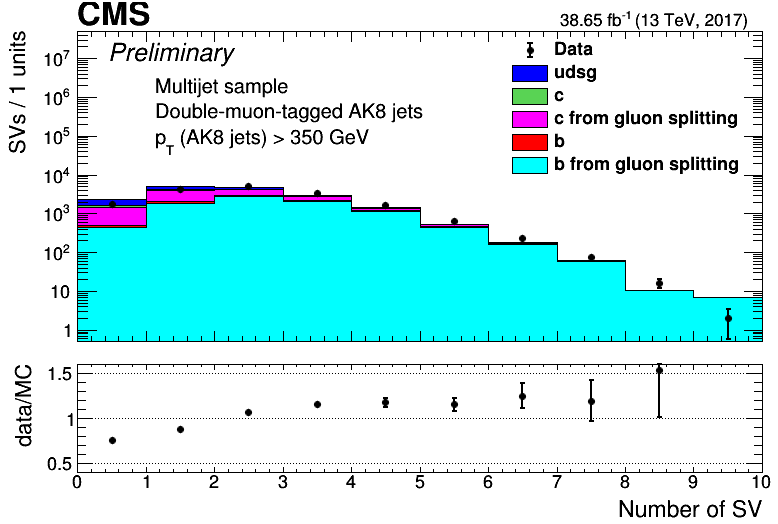 CMS
38.65 fb⁻¹ (13 TeV, 2017)
Preliminary
Multijet sample
Double-muon-tagged AK8 jets
p_T (AK8 jets) > 350 GeV
Data
udsg
c
c from gluon splitting
b
b from gluon splitting
SVs / 1 units
10⁷
10⁶
10⁵
10⁴
10³
10²
10
1
data/MC
1.5
1
0.5
0 1 2 3 4 5 6 7 8 9 10
Number of SV